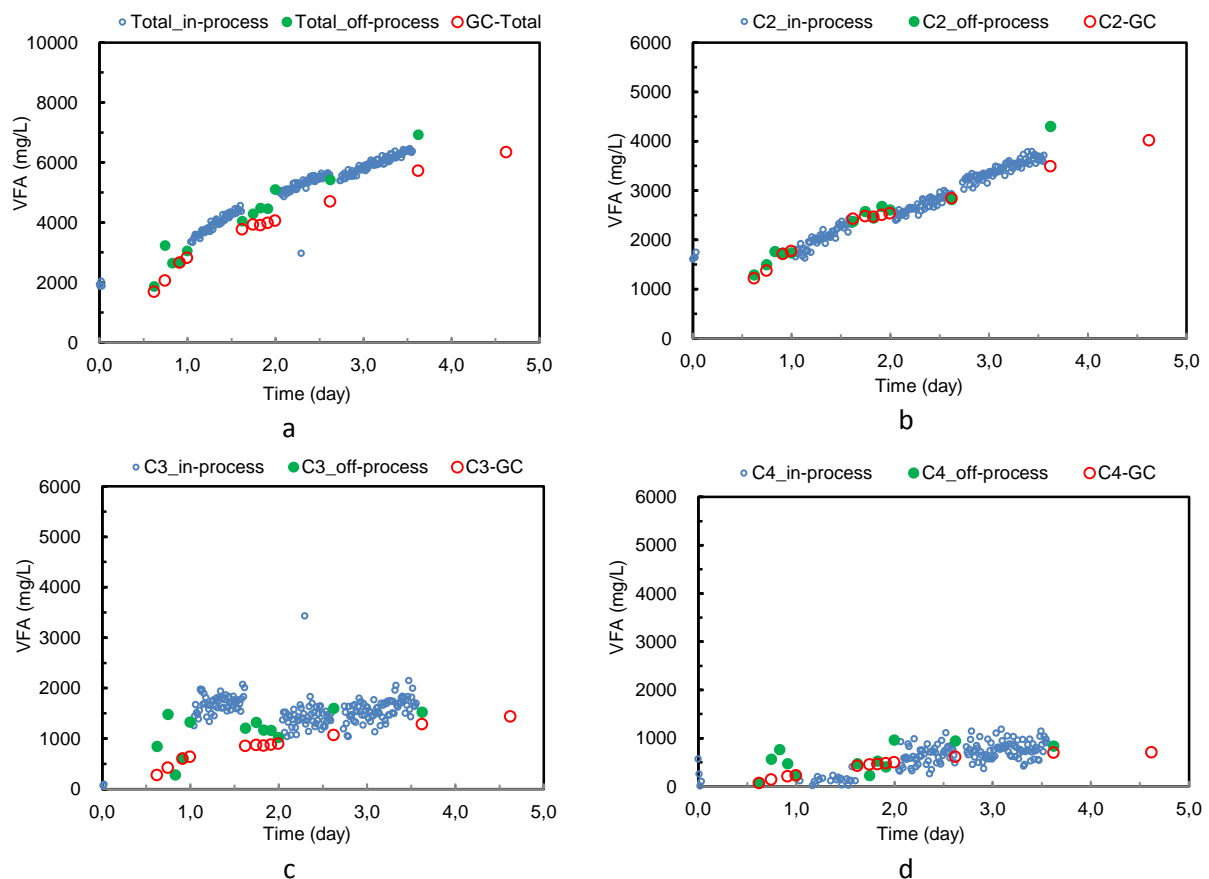 Total_in-process Total_off-process GC-Total
10000
8000
6000
4000
2000
0
VFA (mg/L)
0,0 1,0 2,0 3,0 4,0 5,0
Time (day)
a
C2_in-process C2_off-process C2-GC
6000
5000
4000
3000
2000
1000
0
VFA (mg/L)
0,0 1,0 2,0 3,0 4,0 5,0
Time (day)
b
C3_in-process C3_off-process C3-GC
6000
5000
4000
3000
2000
1000
0
VFA (mg/L)
0,0 1,0 2,0 3,0 4,0 5,0
Time (day)
c
C4_in-process C4_off-process C4-GC
6000
5000
4000
3000
2000
1000
0
VFA (mg/L)
0,0 1,0 2,0 3,0 4,0 5,0
Time (day)
d